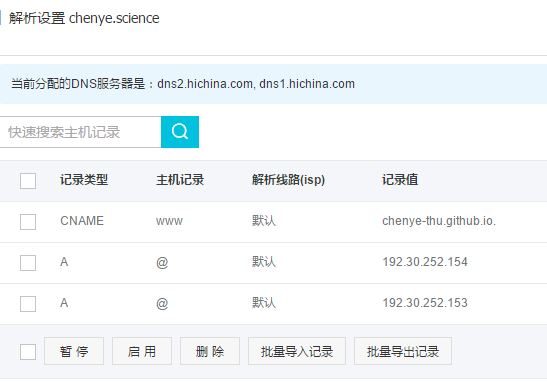 解析设置 chenye.science
当前分配的DNS服务器是：dns2.hichina.com, dns1.hichina.com
快速搜索主机记录
记录类型 主机记录 解析线路(isp) 记录值
CNAME www 默认 chenye-thu.github.io.
A @ 默认 192.30.252.154
A @ 默认 192.30.252.153
暂 停 启 用 删 除 批量导入记录 批量导出记录